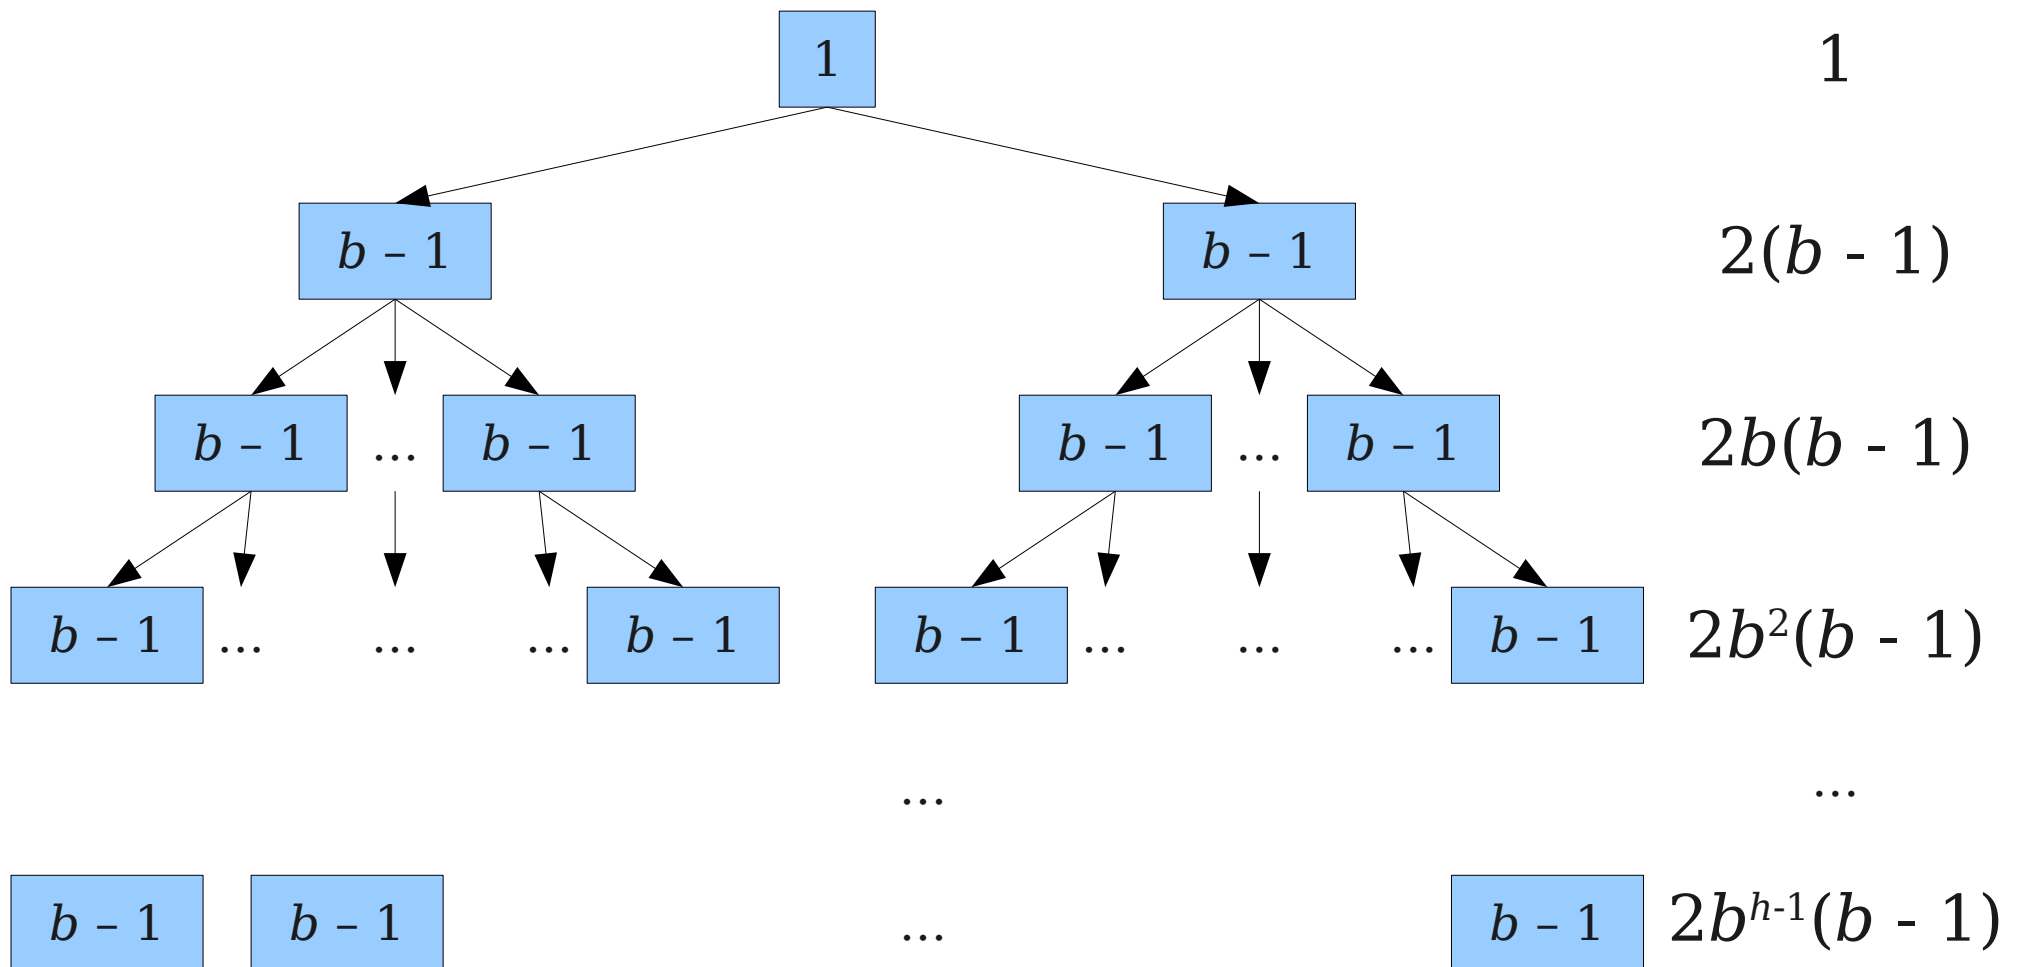 1 1
b – 1 b – 1 2(b - 1)
b – 1 ... b – 1 b – 1 ... b – 1 2b(b - 1)
b – 1 ... ... ... b – 1 b – 1 ... ... ... b – 1 2b²(b - 1)
... ...
b – 1 b – 1 ... b – 1 2bʰ⁻¹(b - 1)